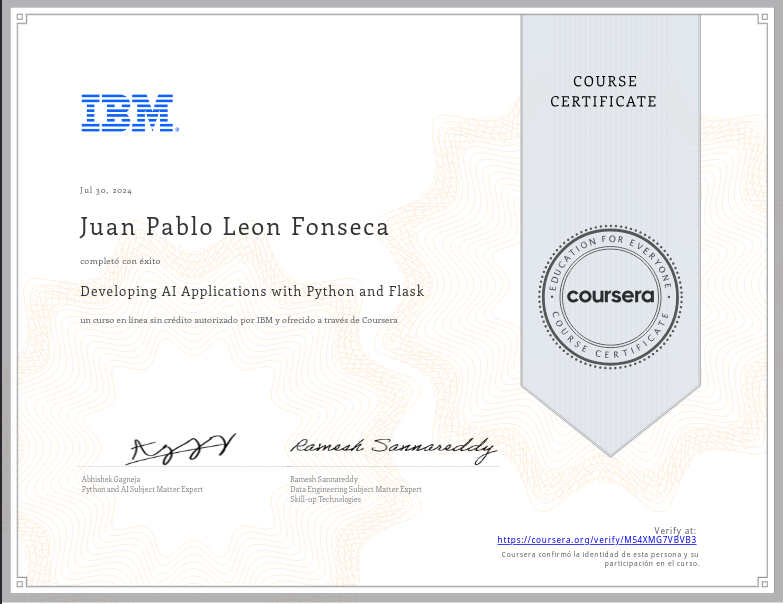 IBM®
COURSE
CERTIFICATE
Jul 30, 2024
Juan Pablo Leon Fonseca
completó con éxito
Developing AI Applications with Python and Flask
un curso en línea sin crédito autorizado por IBM y ofrecido a través de Coursera
EDUCATION FOR EVERYONE
coursera
COURSE CERTIFICATE
Ramesh Sannareddy
Abhishek Gagneja
Python and AI Subject Matter Expert
Ramesh Sannareddy
Data Engineering Subject Matter Expert
Skill-up Technologies
Verify at:
https://coursera.org/verify/M54XMG7VBVB3
Coursera confirmó la identidad de esta persona y su
participación en el curso.